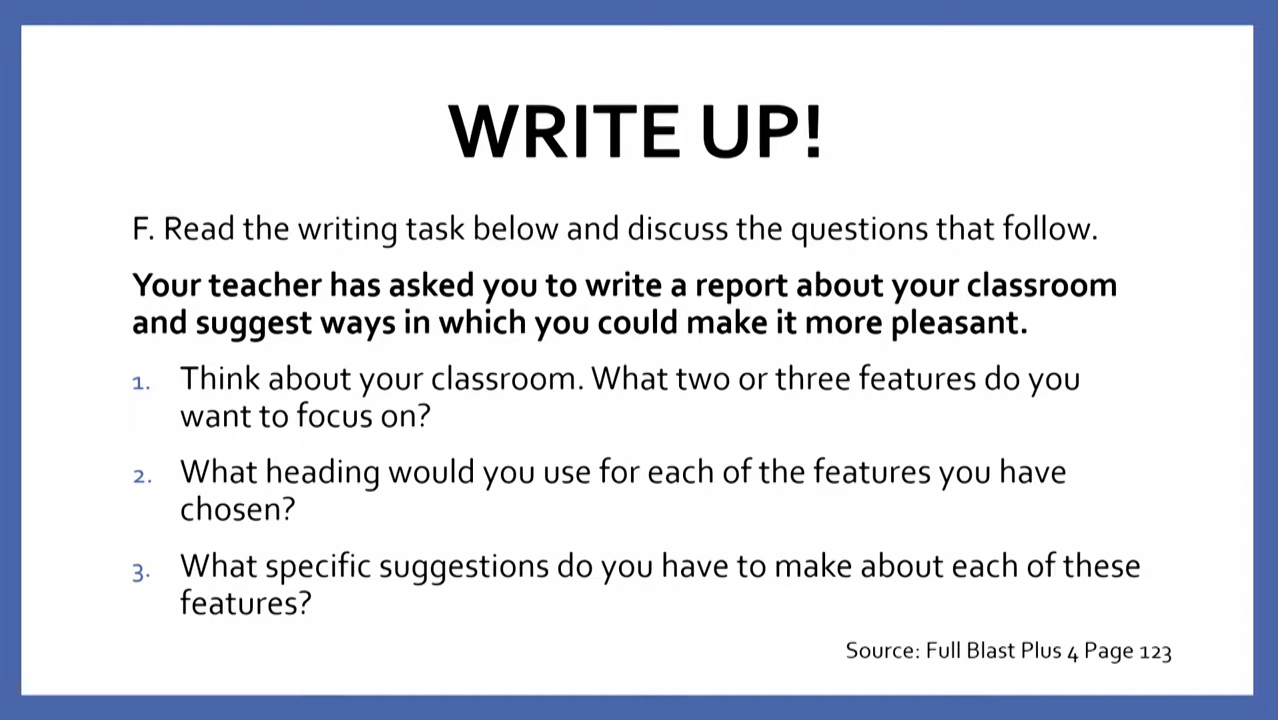 WRITE UP!
F. Read the writing task below and discuss the questions that follow.
Your teacher has asked you to write a report about your classroom
and suggest ways in which you could make it more pleasant.
1. Think about your classroom. What two or three features do you
want to focus on?
2. What heading would you use for each of the features you have
chosen?
3. What specific suggestions do you have to make about each of these
features?
Source: Full Blast Plus 4 Page 123